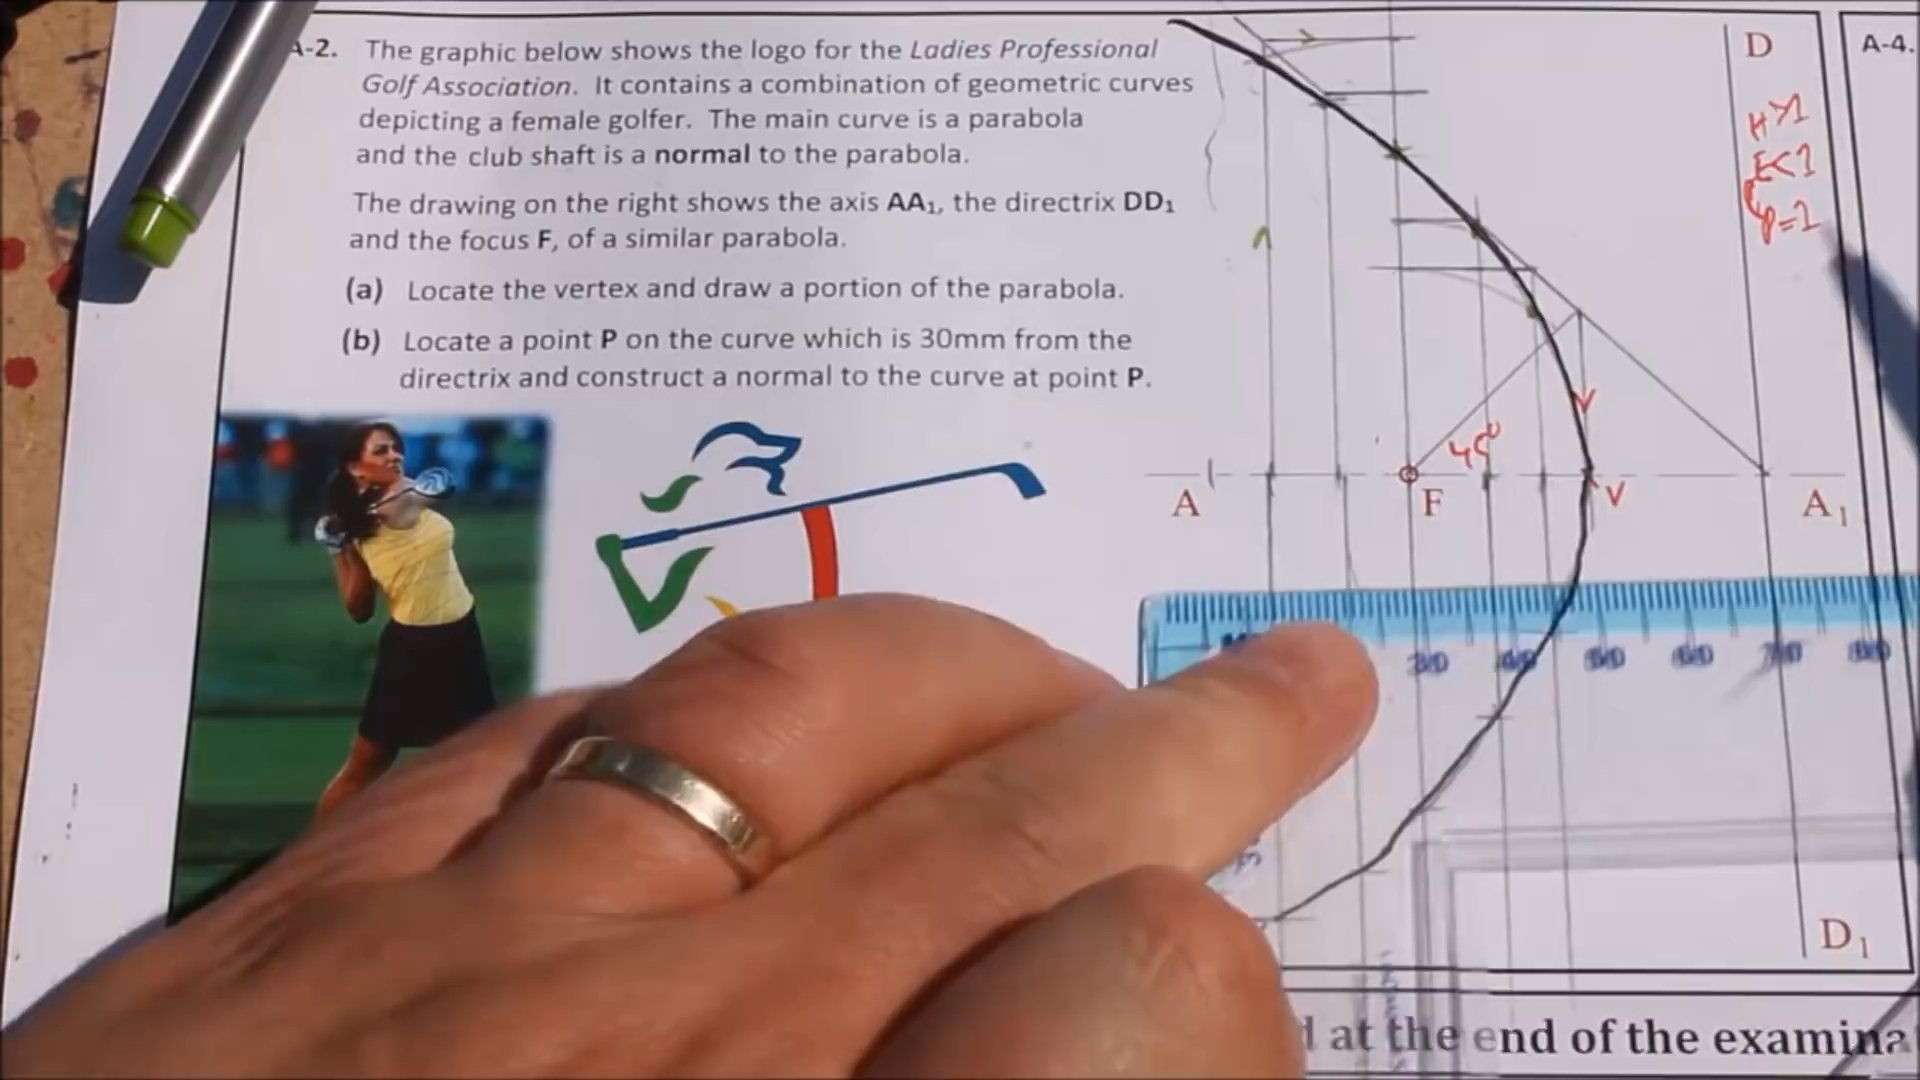 A-2. The graphic below shows the logo for the Ladies Professional
Golf Association. It contains a combination of geometric curves
depicting a female golfer. The main curve is a parabola
and the club shaft is a normal to the parabola.
The drawing on the right shows the axis AA1, the directrix DD1
and the focus F, of a similar parabola.
(a) Locate the vertex and draw a portion of the parabola.
(b) Locate a point P on the curve which is 30mm from the
directrix and construct a normal to the curve at point P.
D
A-4.
H>1
E<1
P=1
45°
A
F
V
A1
30 40 50 60 70 80
D1
at the end of the examina